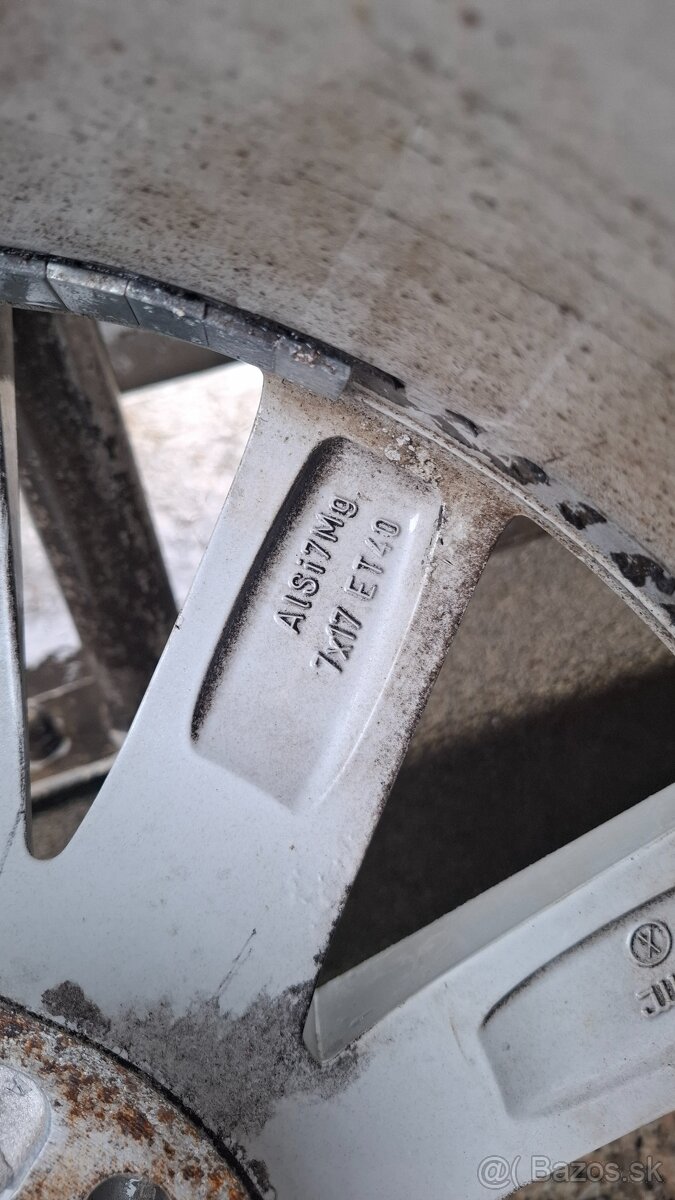 AlSi7Mg
7x17 ET40
@( Bazos.sk